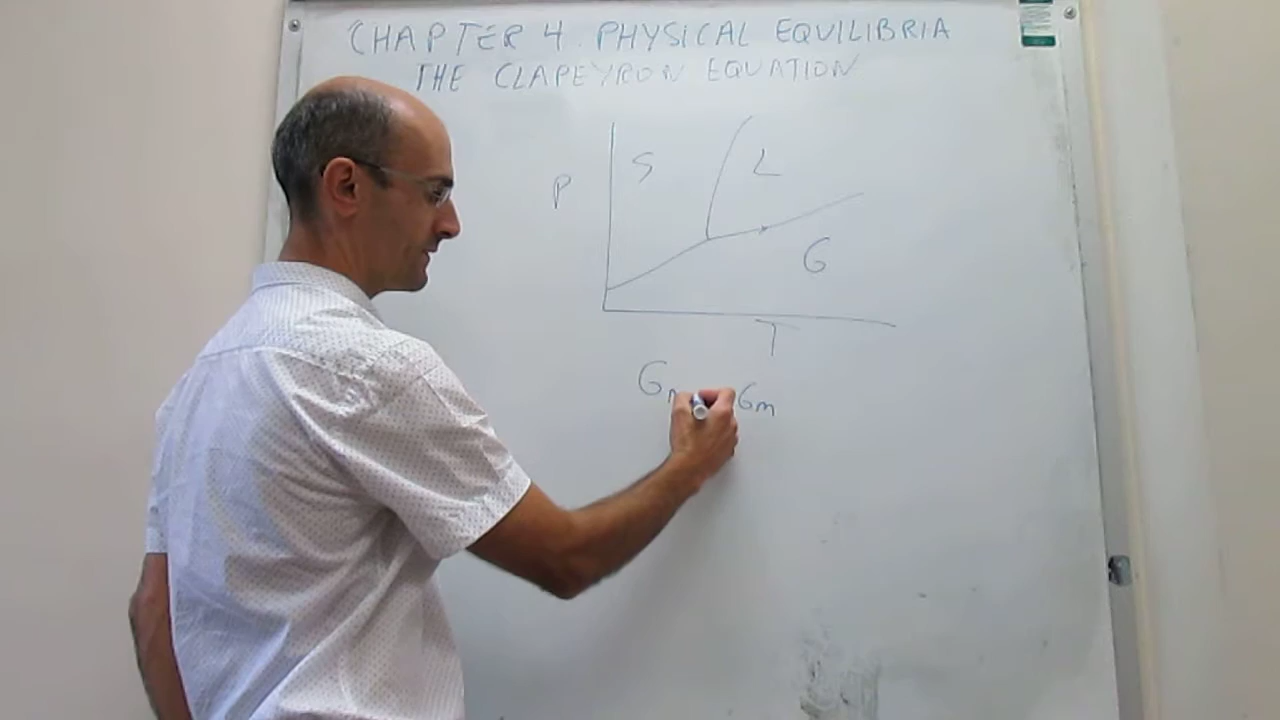 CHAPTER 4. PHYSICAL EQUILIBRIA
THE CLAPEYRON EQUATION
S
L
P
G
T
Gm Gm